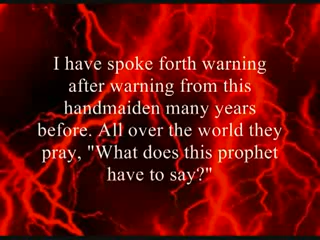 I have spoke forth warning
after warning from this
handmaiden many years
before. All over the world they
pray, "What does this prophet
have to say?"